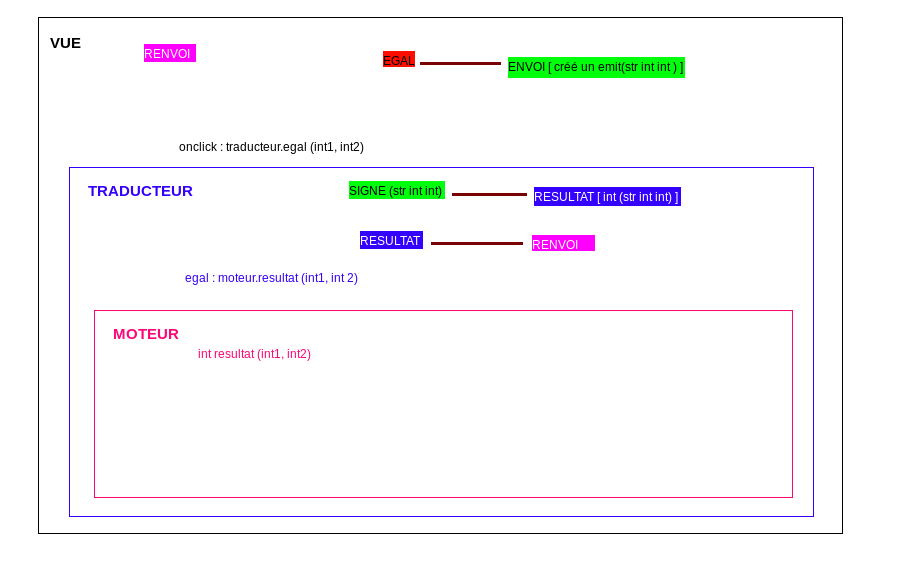 VUE
RENVOI
EGAL
ENVOI [ créé un emit(str int int ) ]
onclick : traducteur.egal (int1, int2)
TRADUCTEUR
SIGNE (str int int)
RESULTAT [ int (str int int) ]
RESULTAT
RENVOI
egal : moteur.resultat (int1, int 2)
MOTEUR
int resultat (int1, int2)